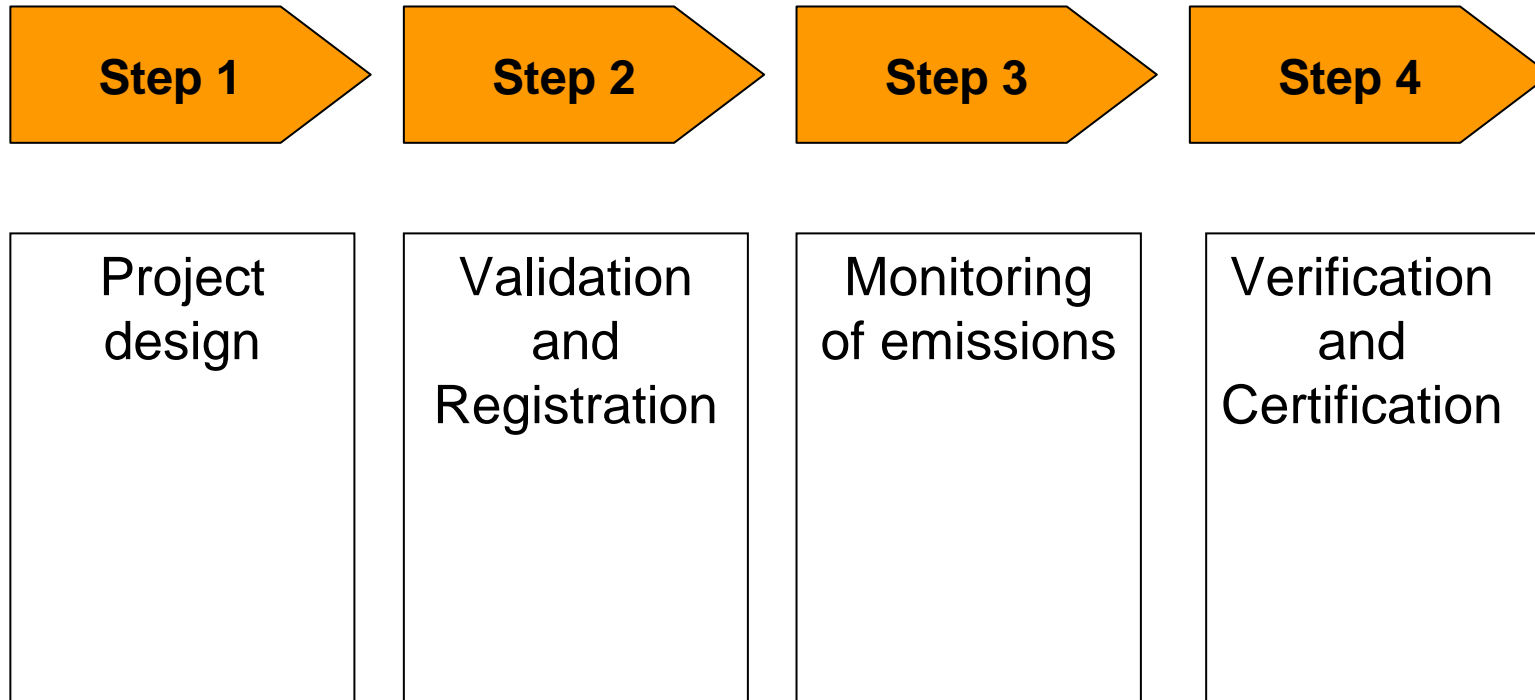 Step 1
Step 2
Step 3
Step 4
Project
design
Validation
and
Registration
Monitoring
of emissions
Verification
and
Certification